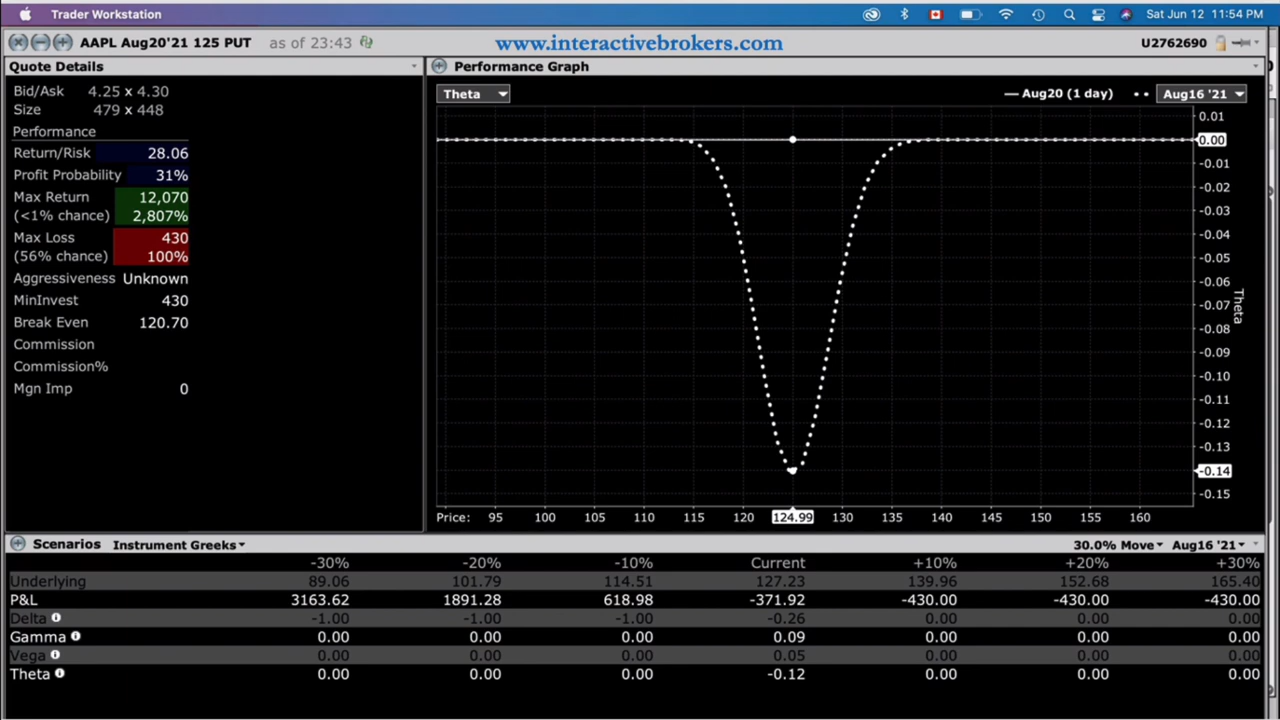 Trader Workstation
Sat Jun 12 11:54 PM
AAPL Aug20'21 125 PUT as of 23:43
www.interactivebrokers.com
U2762690
Quote Details
Bid/Ask 4.25 x 4.30
Size 479 x 448
Performance
Return/Risk 28.06
Profit Probability 31%
Max Return 12,070
(<1% chance) 2,807%
Max Loss 430
(56% chance) 100%
Aggressiveness Unknown
MinInvest 430
Break Even 120.70
Commission
Commission%
Mgn Imp 0
Performance Graph
Theta
Aug20 (1 day)
Aug16 '21
0.01
0.00
-0.01
-0.02
-0.03
-0.04
-0.05
-0.06
-0.07
-0.08
-0.09
-0.10
-0.11
-0.12
-0.13
-0.14
-0.15
Theta
Price: 95 100 105 110 115 120 124.99 130 135 140 145 150 155 160
Scenarios Instrument Greeks 30.0% Move Aug16 '21
-30% -20% -10% Current +10% +20% +30%
Underlying 89.06 101.79 114.51 127.23 139.96 152.68 165.40
P&L 3163.62 1891.28 618.98 -371.92 -430.00 -430.00 -430.00
Delta -1.00 -1.00 -1.00 -0.26 0.00 0.00 0.00
Gamma 0.00 0.00 0.00 0.09 0.00 0.00 0.00
Vega 0.00 0.00 0.00 0.05 0.00 0.00 0.00
Theta 0.00 0.00 0.00 -0.12 0.00 0.00 0.00